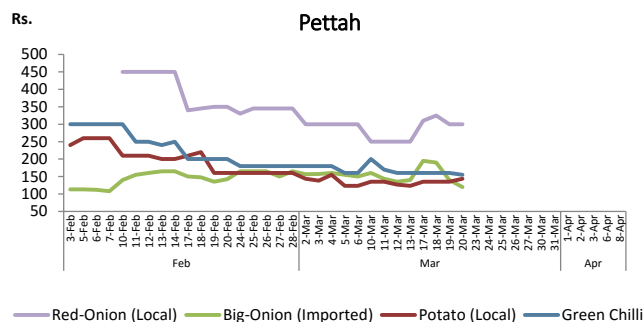 Rs.
Pettah
500
450
400
350
300
250
200
150
100
50
3-Feb
5-Feb
6-Feb
7-Feb
10-Feb
11-Feb
12-Feb
13-Feb
14-Feb
17-Feb
18-Feb
19-Feb
20-Feb
24-Feb
25-Feb
26-Feb
27-Feb
28-Feb
2-Mar
3-Mar
4-Mar
5-Mar
6-Mar
10-Mar
11-Mar
12-Mar
13-Mar
17-Mar
18-Mar
19-Mar
20-Mar
23-Mar
24-Mar
25-Mar
26-Mar
27-Mar
30-Mar
31-Mar
1-Apr
2-Apr
3-Apr
6-Apr
8-Apr
Feb Mar Apr
Red-Onion (Local) Big-Onion (Imported) Potato (Local) Green Chilli